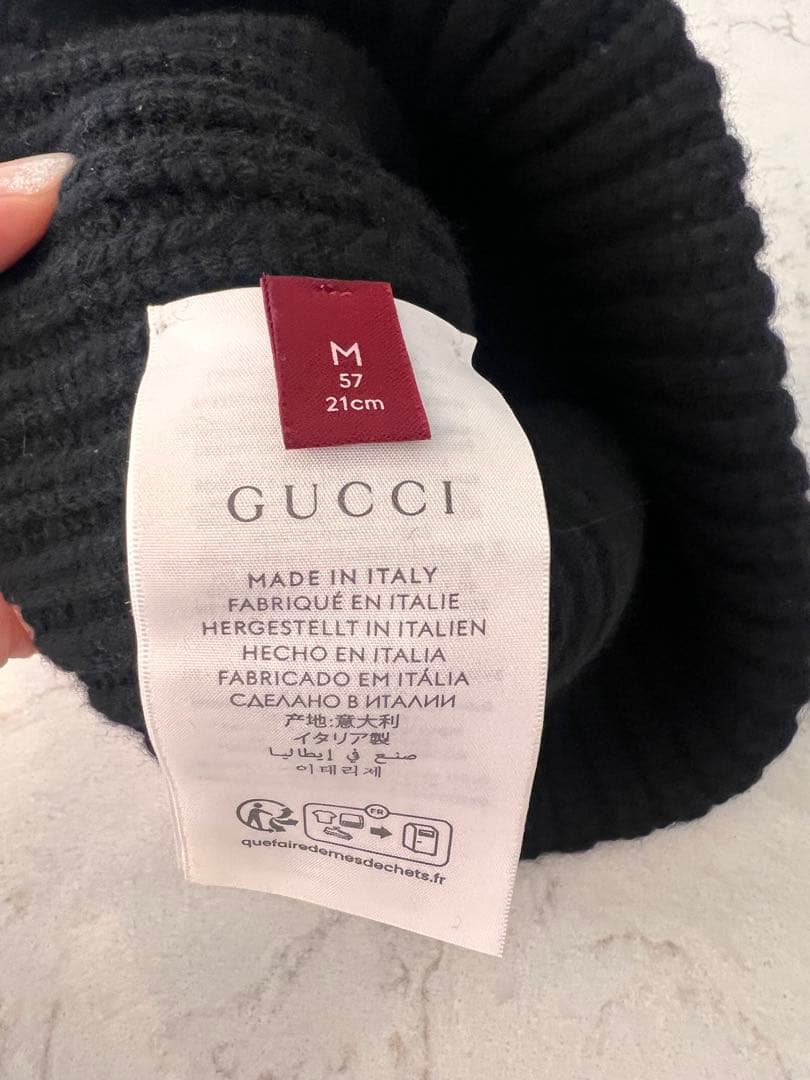 M
57
21cm
GUCCI
MADE IN ITALY
FABRIQUÉ EN ITALIE
HERGESTELLT IN ITALIEN
HECHO EN ITALIA
FABRICADO EM ITÁLIA
СДЕЛАНО В ИТАЛИИ
产地:意大利
イタリア製
صنع في إيطاليا
이태리제
FR
quefairedemesdechets.fr